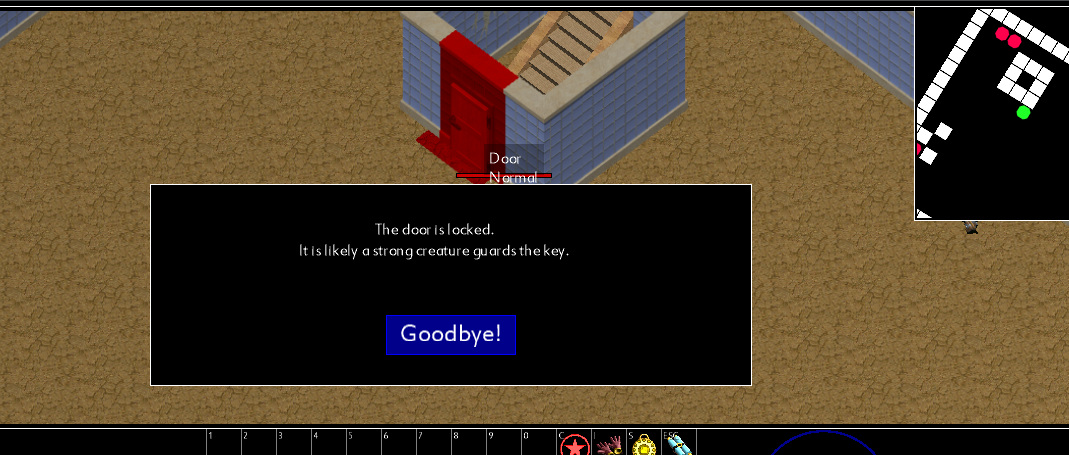 Door
Normal
The door is locked.
It is likely a strong creature guards the key.
Goodbye!
1 2 3 4 5 6 7 8 9 0 C I S ESC